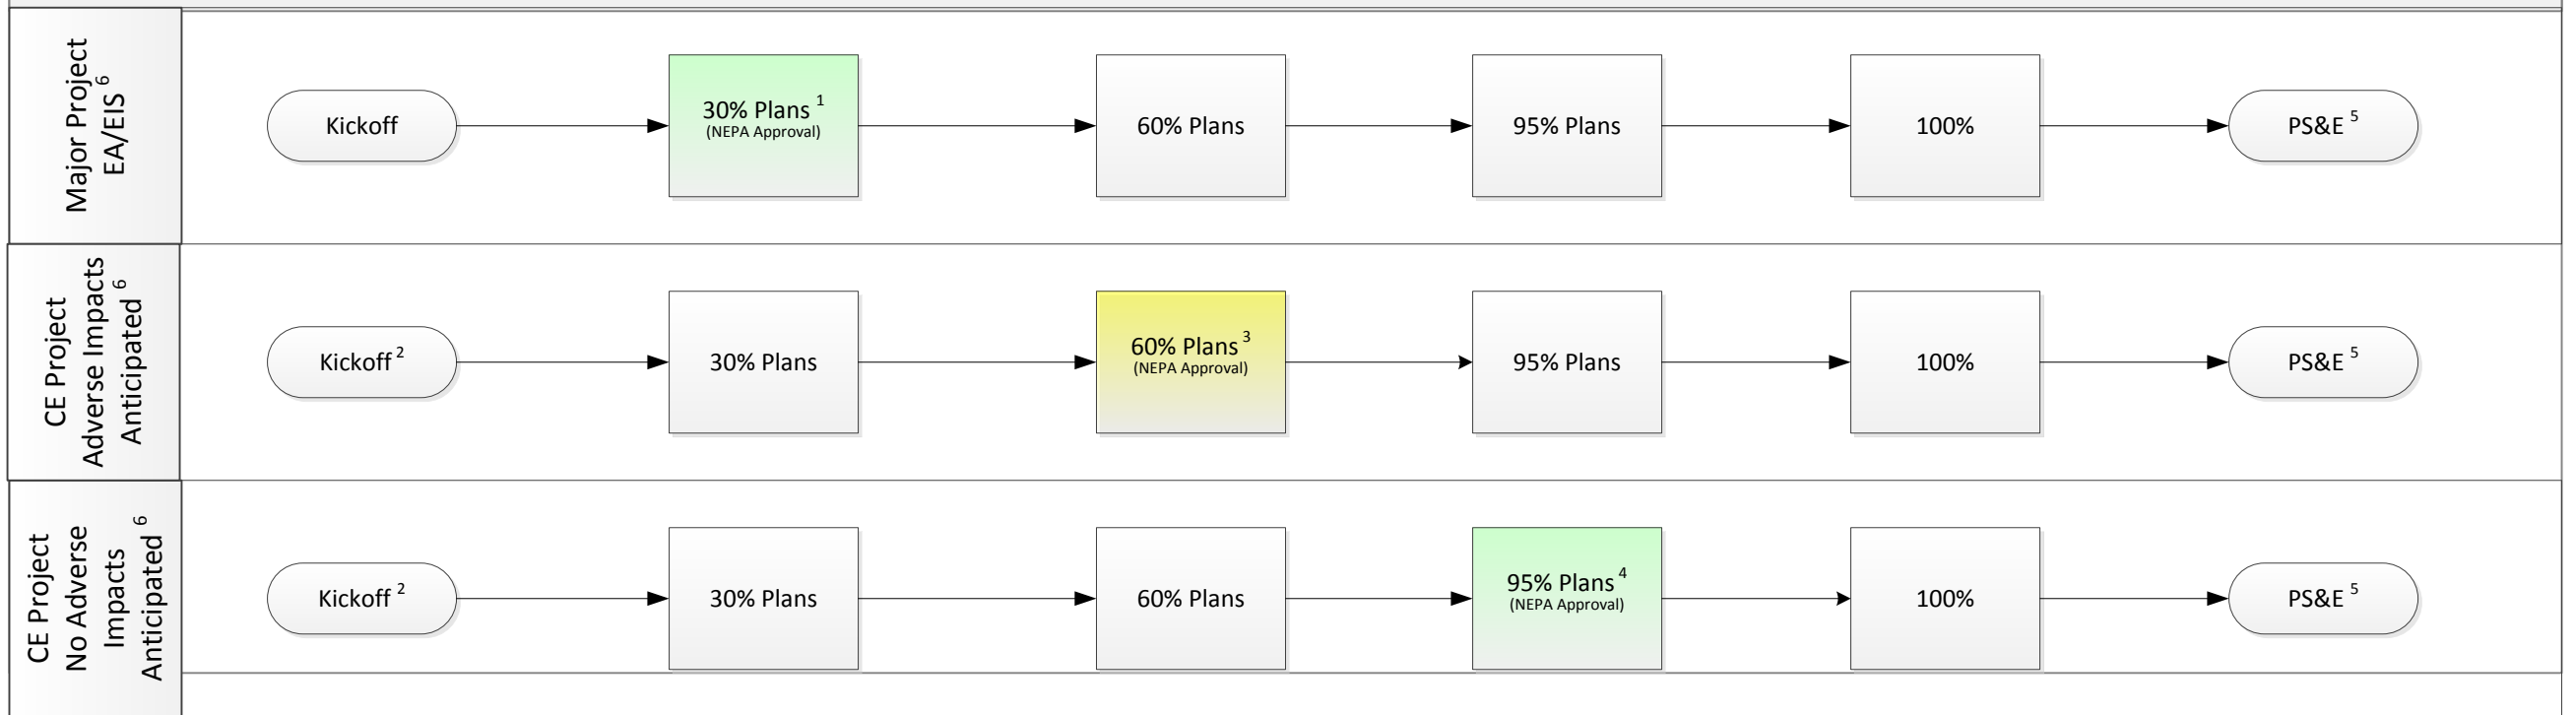 Major Project
EA/EIS 6
Kickoff
30% Plans 1
(NEPA Approval)
60% Plans
95% Plans
100%
PS&E 5
CE Project
Adverse Impacts
Anticipated 6
Kickoff 2
30% Plans
60% Plans 3
(NEPA Approval)
95% Plans
100%
PS&E 5
CE Project
No Adverse
Impacts
Anticipated 6
Kickoff 2
30% Plans
60% Plans
95% Plans 4
(NEPA Approval)
100%
PS&E 5